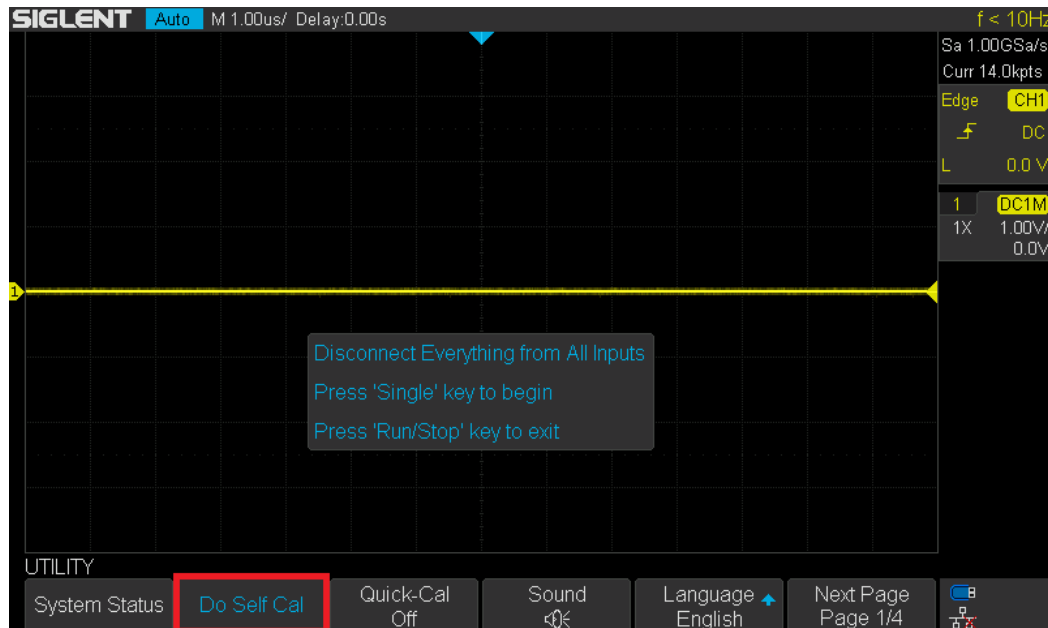 SIGLENT Auto M 1.00us/ Delay:0.00s f < 10Hz
Sa 1.00GSa/s
Curr 14.0kpts
Edge CH1
DC
L 0.0 V
1 DC1M
1X 1.00V/
0.0V
1
Disconnect Everything from All Inputs
Press 'Single' key to begin
Press 'Run/Stop' key to exit
UTILITY
System Status
Do Self Cal
Quick-Cal
Off
Sound
Language
English
Next Page
Page 1/4